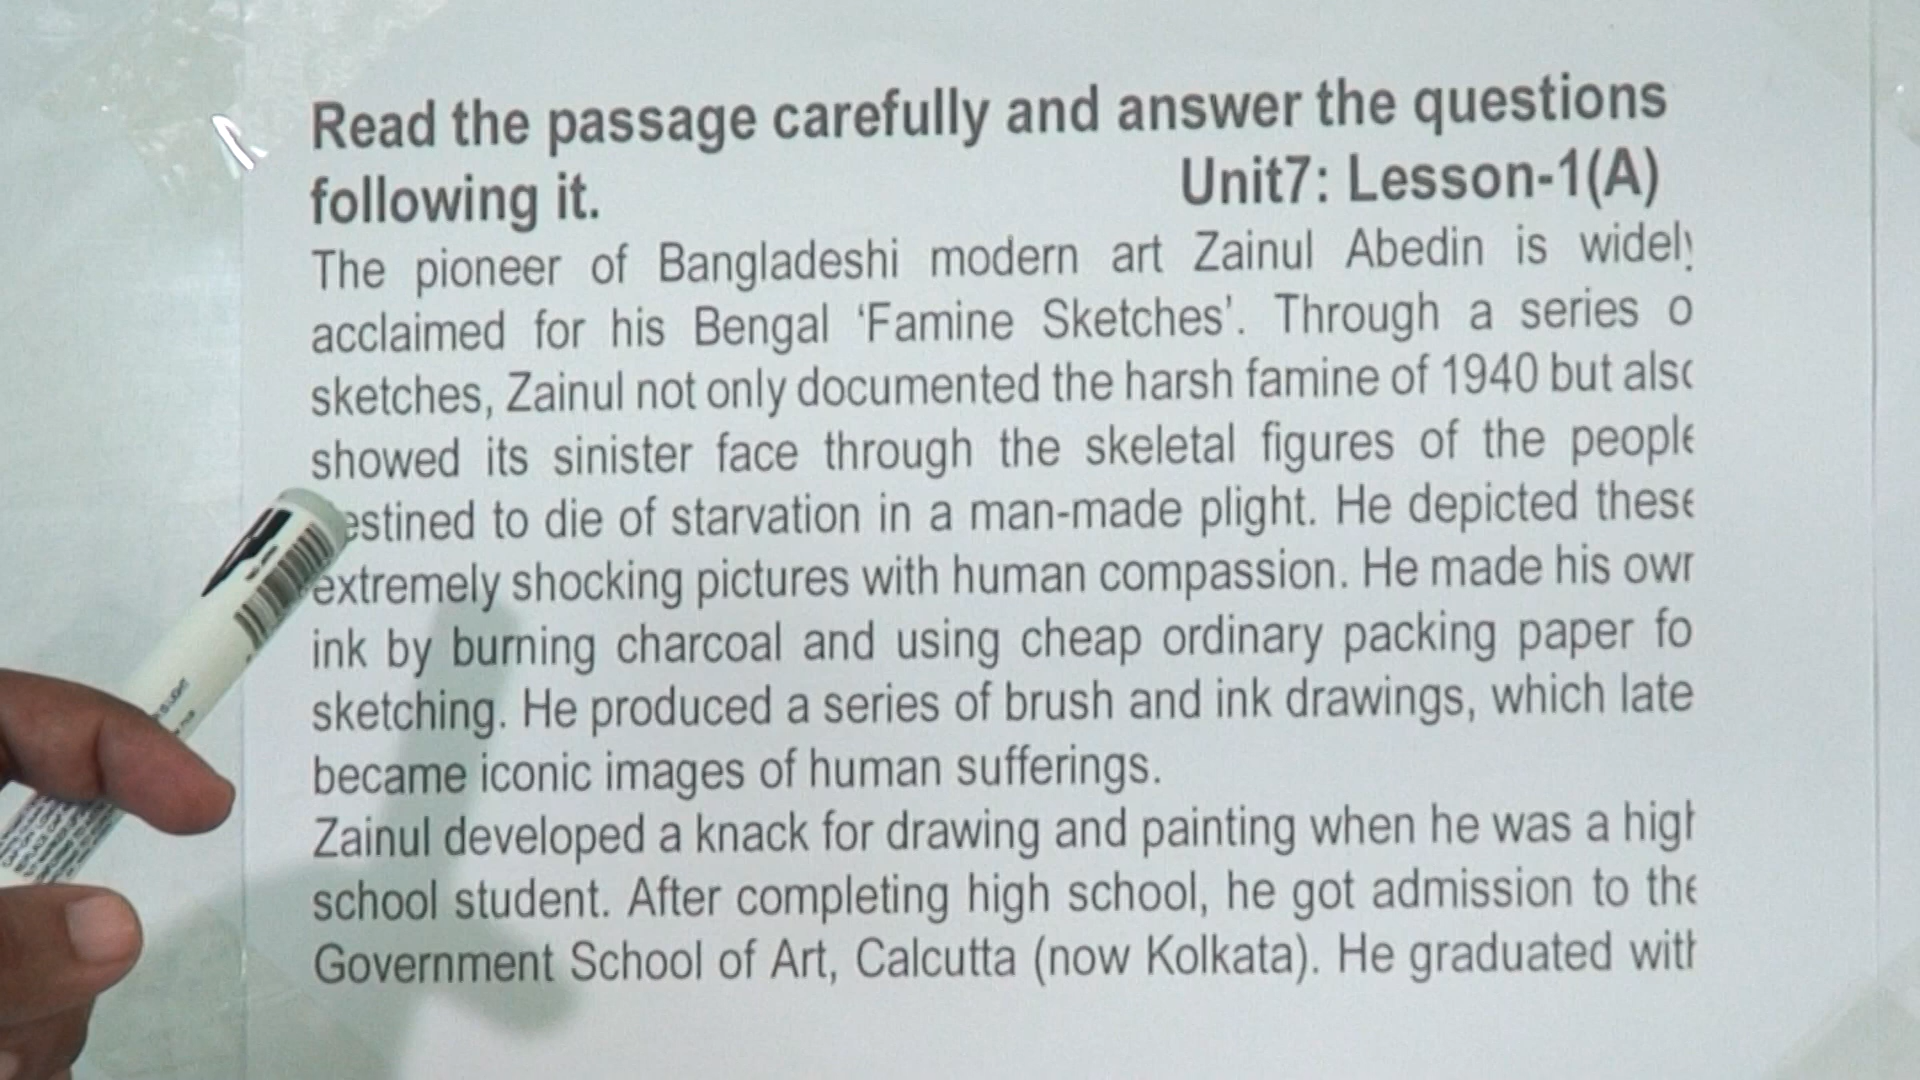 Read the passage carefully and answer the questions
following it. Unit7: Lesson-1(A)
The pioneer of Bangladeshi modern art Zainul Abedin is widely
acclaimed for his Bengal ‘Famine Sketches’. Through a series o
sketches, Zainul not only documented the harsh famine of 1940 but also
showed its sinister face through the skeletal figures of the people
estined to die of starvation in a man-made plight. He depicted these
extremely shocking pictures with human compassion. He made his own
ink by burning charcoal and using cheap ordinary packing paper fo
sketching. He produced a series of brush and ink drawings, which late
became iconic images of human sufferings.
Zainul developed a knack for drawing and painting when he was a high
school student. After completing high school, he got admission to the
Government School of Art, Calcutta (now Kolkata). He graduated with